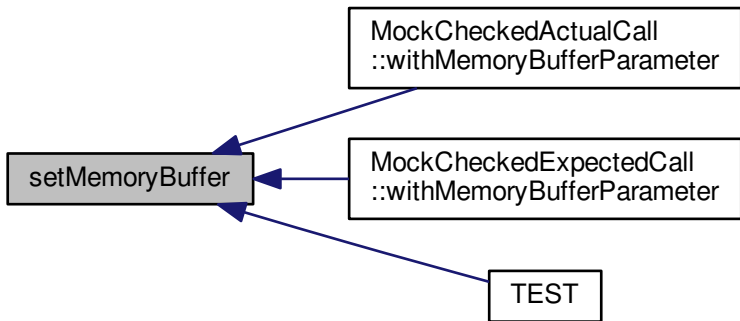 MockCheckedActualCall
::withMemoryBufferParameter
setMemoryBuffer
MockCheckedExpectedCall
::withMemoryBufferParameter
TEST